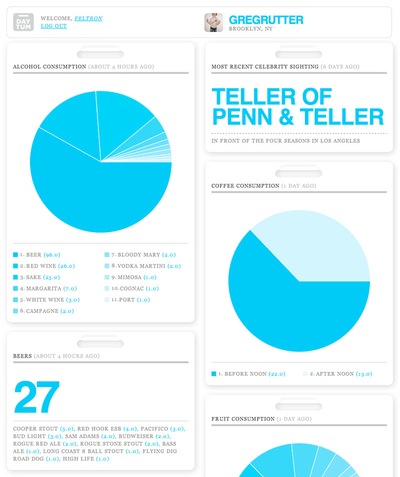 DAY
TUM
WELCOME, FELTRON
LOG OUT
GREGRUTTER
BROOKLYN, NY
ALCOHOL CONSUMPTION (ABOUT 4 HOURS AGO)
1. BEER (96.0)
2. RED WINE (26.0)
3. SAKE (23.0)
4. MARGARITA (7.0)
5. WHITE WINE (3.0)
6. CAMPAGNE (2.0)
7. BLOODY MARY (2.0)
8. VODKA MARTINI (2.0)
9. MIMOSA (1.0)
10. COGNAC (1.0)
11. PORT (1.0)
BEERS (ABOUT 4 HOURS AGO)
27
COOPER STOUT (5.0), RED HOOK ESB (4.0), PACIFICO (3.0),
BUD LIGHT (3.0), SAM ADAMS (2.0), BUDWEISER (2.0),
ROGUE RED ALE (2.0), ROGUE STONE STOUT (2.0), BASS
ALE (1.0), LONG COAST 8 BALL STOUT (1.0), FLYING DIG
ROAD DOG (1.0), HIGH LIFE (1.0)
MOST RECENT CELEBRITY SIGHTING (6 DAYS AGO)
TELLER OF
PENN & TELLER
IN FRONT OF THE FOUR SEASONS IN LOS ANGELES
COFFEE CONSUMPTION (1 DAY AGO)
1. BEFORE NOON (22.0)
2. AFTER NOON (13.0)
FRUIT CONSUMPTION (1 DAY AGO)